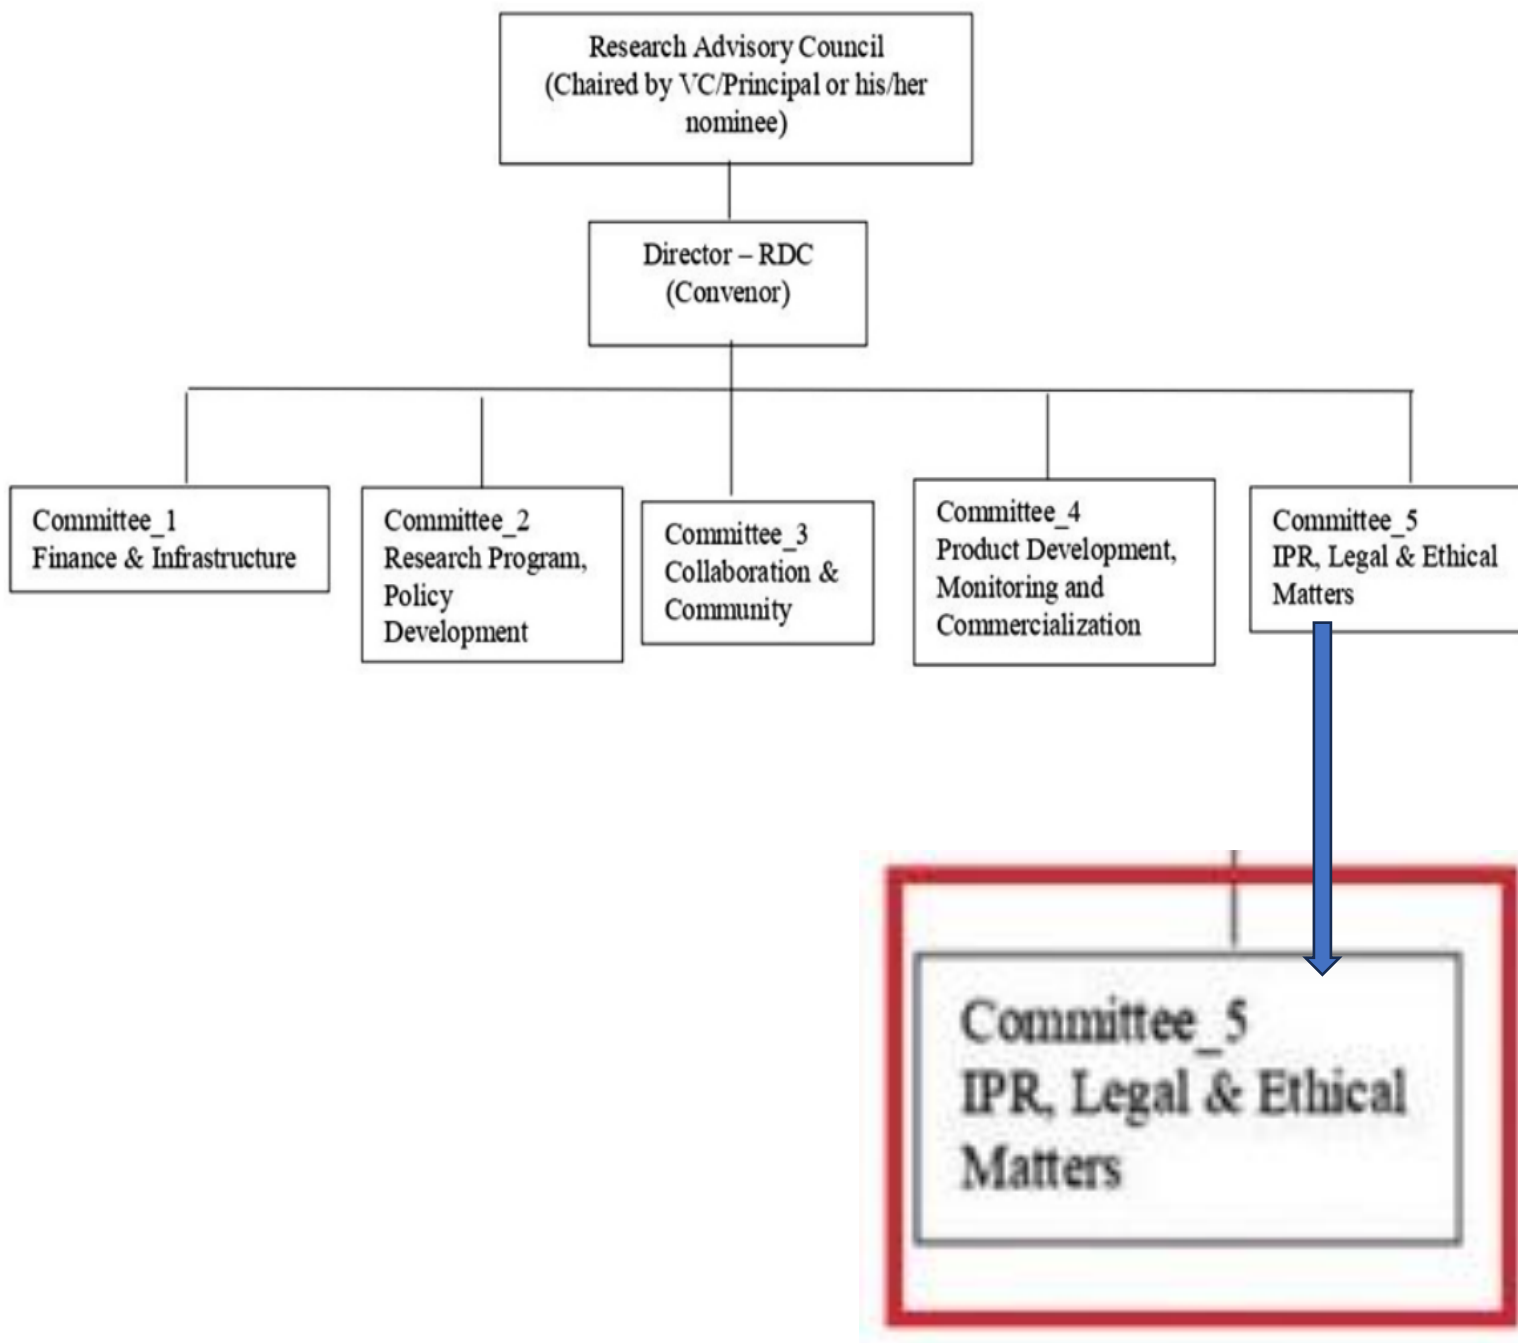 Research Advisory Council
(Chaired by VC/Principal or his/her
nominee)
Director – RDC
(Convenor)
Committee_1
Finance & Infrastructure
Committee_2
Research Program,
Policy
Development
Committee_3
Collaboration &
Community
Committee_4
Product Development,
Monitoring and
Commercialization
Committee_5
IPR, Legal & Ethical
Matters
Committee_5
IPR, Legal & Ethical
Matters